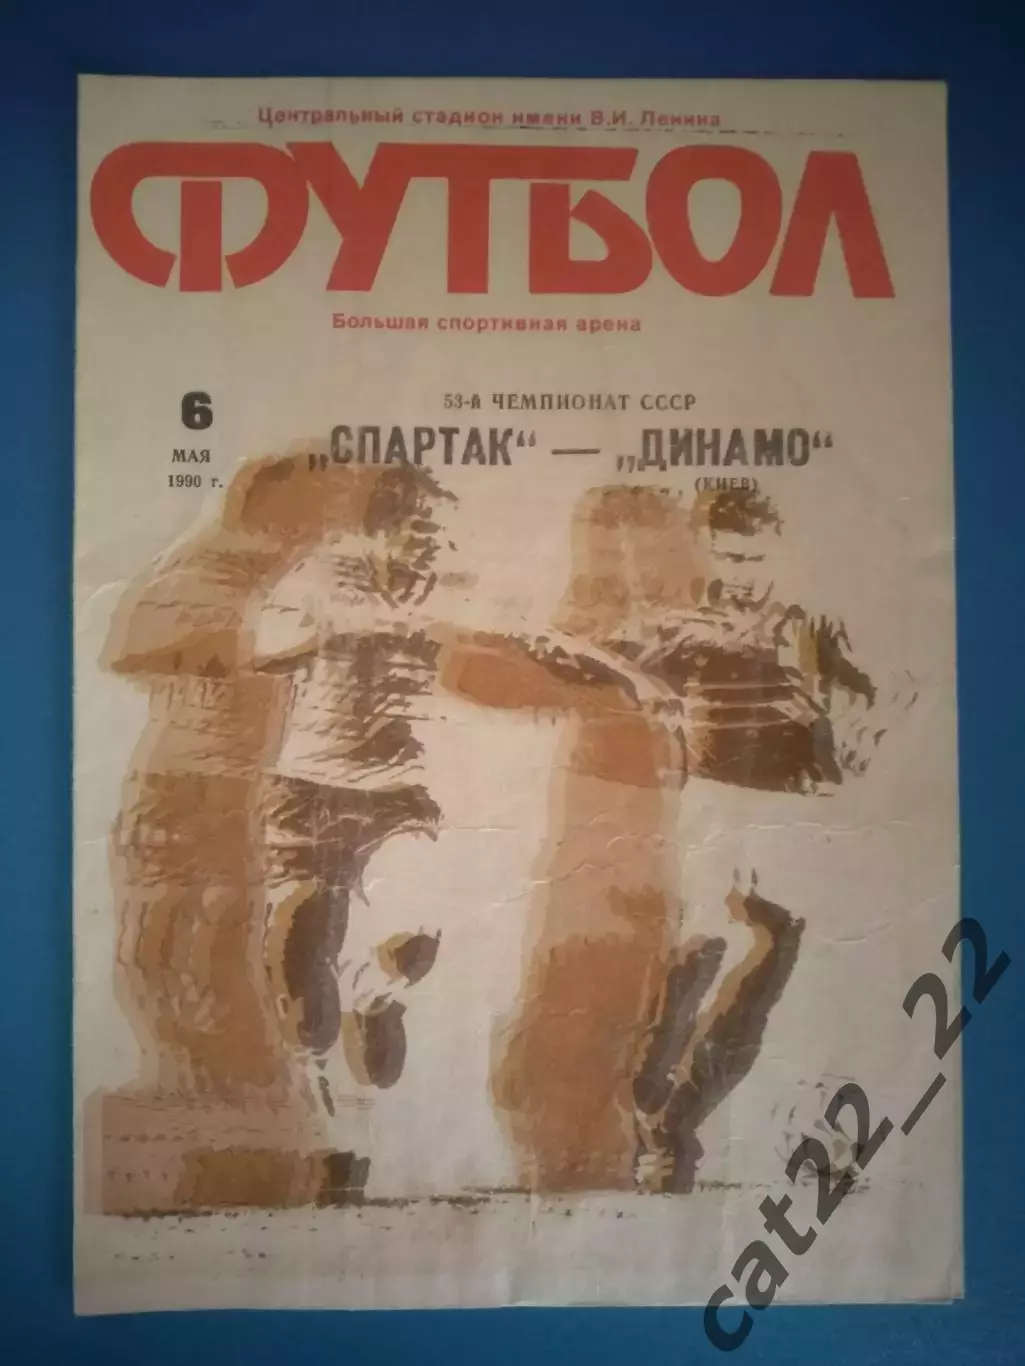 Центральный стадион имени В.И. Ленина
ФУТБОЛ
Большая спортивная арена
6
МАЯ
1990 г.
53-й ЧЕМПИОНАТ СССР
„СПАРТАК“ — „ДИНАМО“
(КИЕВ)
cat22_22